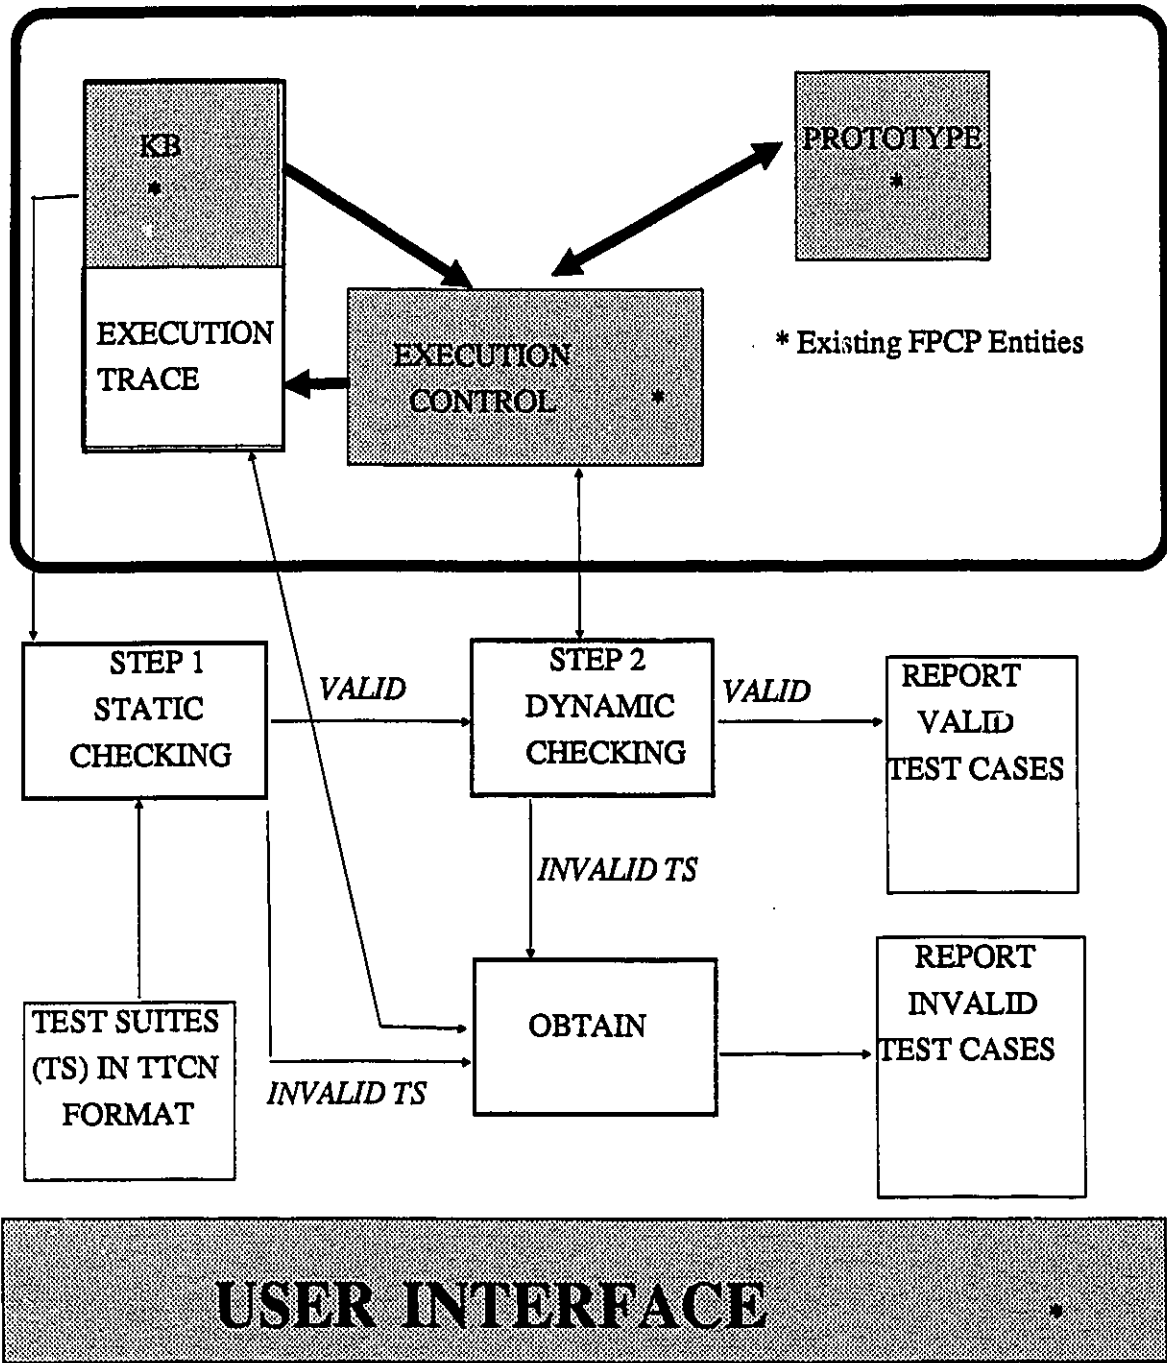 KB
*
PROTOTYPE
*
EXECUTION
TRACE
EXECUTION
CONTROL *
* Existing FPCP Entities
STEP 1
STATIC
CHECKING
VALID
STEP 2
DYNAMIC
CHECKING
VALID
REPORT
VALID
TEST CASES
INVALID TS
TEST SUITES
(TS) IN TTCN
FORMAT
INVALID TS
OBTAIN
REPORT
INVALID
TEST CASES
USER INTERFACE *